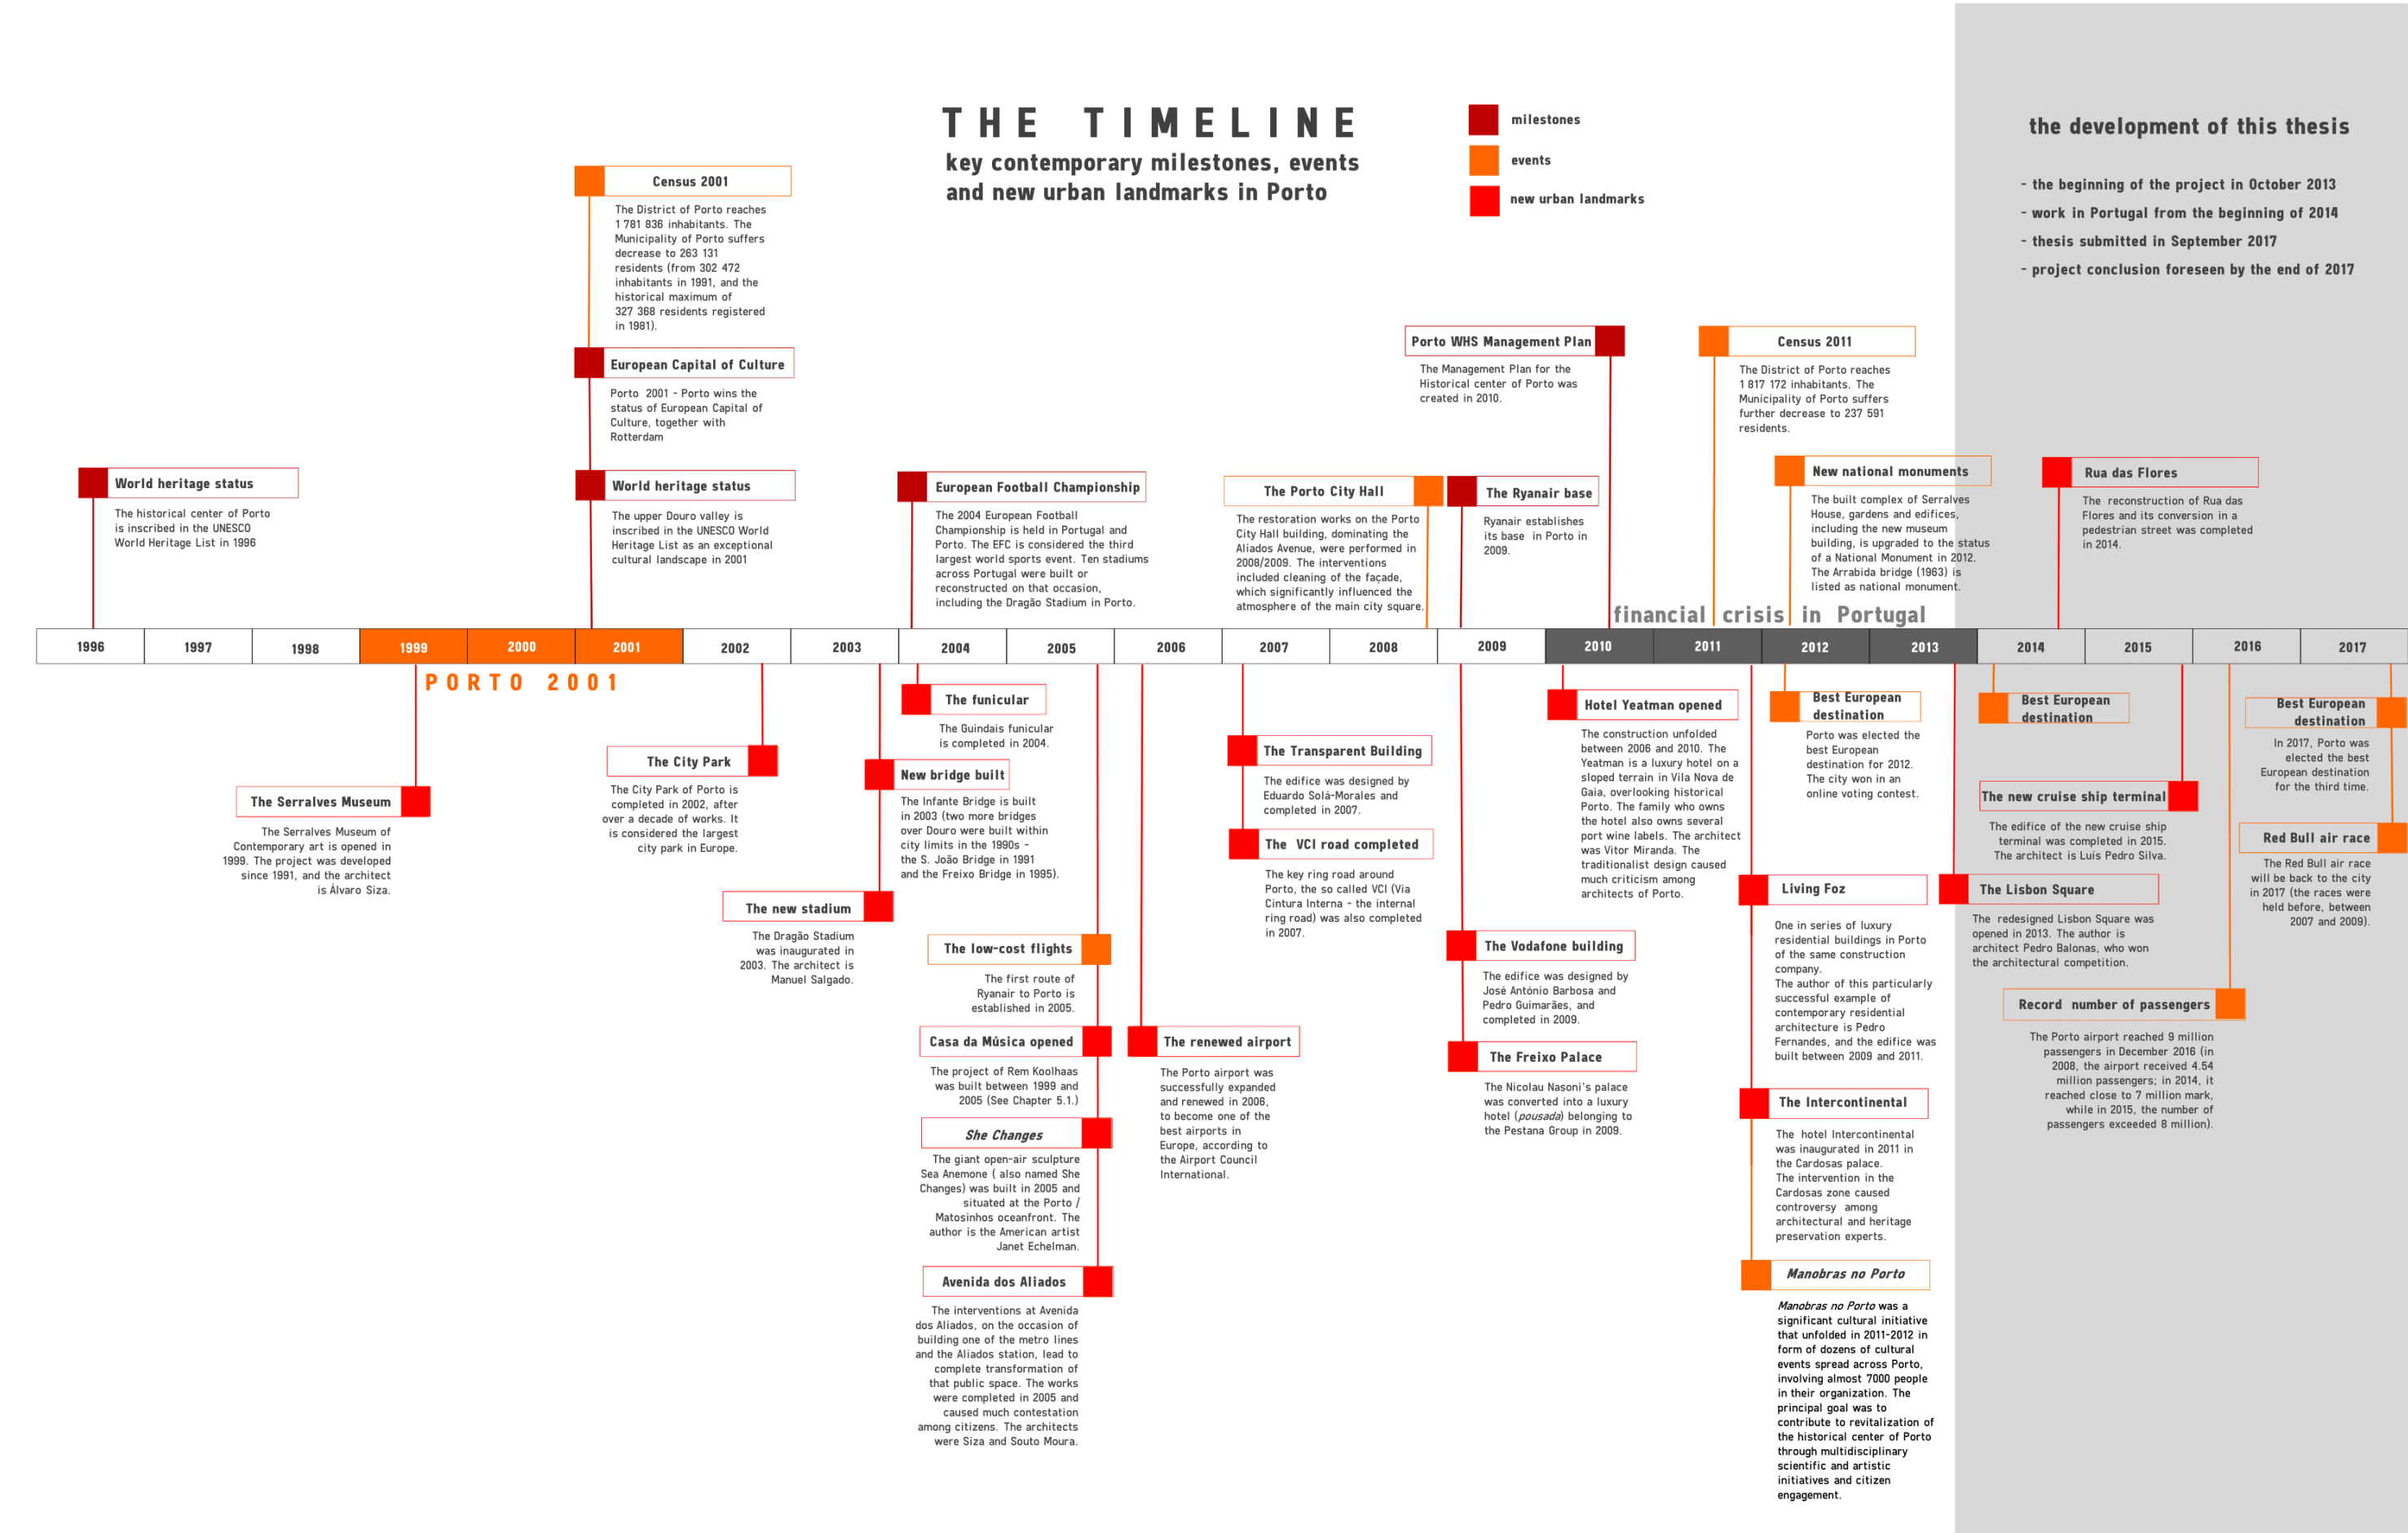 THE TIMELINE
key contemporary milestones, events
and new urban landmarks in Porto
milestones
events
new urban landmarks
the development of this thesis
- the beginning of the project in October 2013
- work in Portugal from the beginning of 2014
- thesis submitted in September 2017
- project conclusion foreseen by the end of 2017
Census 2001
The District of Porto reaches
1 781 836 inhabitants. The
Municipality of Porto suffers
decrease to 263 131
residents (from 302 472
inhabitants in 1991, and the
historical maximum of
327 368 residents registered
in 1981).
European Capital of Culture
Porto 2001 - Porto wins the
status of European Capital of
Culture, together with
Rotterdam
World heritage status
The historical center of Porto
is inscribed in the UNESCO
World Heritage List in 1996
World heritage status
The upper Douro valley is
inscribed in the UNESCO World
Heritage List as an exceptional
cultural landscape in 2001
European Football Championship
The 2004 European Football
Championship is held in Portugal and
Porto. The EFC is considered the third
largest world sports event. Ten stadiums
across Portugal were built or
reconstructed on that occasion,
including the Dragão Stadium in Porto.
The Porto City Hall
The restoration works on the Porto
City Hall building, dominating the
Aliados Avenue, were performed in
2008/2009. The interventions
included cleaning of the façade,
which significantly influenced the
atmosphere of the main city square.
The Ryanair base
Ryanair establishes
its base in Porto in
2009.
Porto WHS Management Plan
The Management Plan for the
Historical center of Porto was
created in 2010.
Census 2011
The District of Porto reaches
1 817 172 inhabitants. The
Municipality of Porto suffers
further decrease to 237 591
residents.
New national monuments
The built complex of Serralves
House, gardens and edifices,
including the new museum
building, is upgraded to the status
of a National Monument in 2012.
The Arrabida bridge (1963) is
listed as national monument.
Rua das Flores
The reconstruction of Rua das
Flores and its conversion in a
pedestrian street was completed
in 2014.
financial crisis in Portugal
1996 1997 1998 1999 2000 2001 2002 2003 2004 2005 2006 2007 2008 2009 2010 2011 2012 2013 2014 2015 2016 2017
PORTO 2001
The Serralves Museum
The Serralves Museum of
Contemporary art is opened in
1999. The project was developed
since 1991, and the architect
is Álvaro Siza.
The City Park
The City Park of Porto is
completed in 2002, after
over a decade of works. It
is considered the largest
city park in Europe.
The funicular
The Guindais funicular
is completed in 2004.
New bridge built
The Infante Bridge is built
in 2003 (two more bridges
over Douro were built within
city limits in the 1990s -
the S. João Bridge in 1991
and the Freixo Bridge in 1995).
The new stadium
The Dragão Stadium
was inaugurated in
2003. The architect is
Manuel Salgado.
The low-cost flights
The first route of
Ryanair to Porto is
established in 2005.
Casa da Música opened
The project of Rem Koolhaas
was built between 1999 and
2005 (See Chapter 5.1.)
She Changes
The giant open-air sculpture
Sea Anemone ( also named She
Changes) was built in 2005 and
situated at the Porto /
Matosinhos oceanfront. The
author is the American artist
Janet Echelman.
Avenida dos Aliados
The interventions at Avenida
dos Aliados, on the occasion of
building one of the metro lines
and the Aliados station, lead to
complete transformation of
that public space. The works
were completed in 2005 and
caused much contestation
among citizens. The architects
were Siza and Souto Moura.
The renewed airport
The Porto airport was
successfully expanded
and renewed in 2006,
to become one of the
best airports in
Europe, according to
the Airport Council
International.
The Transparent Building
The edifice was designed by
Eduardo Solá-Morales and
completed in 2007.
The VCI road completed
The key ring road around
Porto, the so called VCI (Via
Cintura Interna - the internal
ring road) was also completed
in 2007.
The Vodafone building
The edifice was designed by
José António Barbosa and
Pedro Guimarães, and
completed in 2009.
The Freixo Palace
The Nicolau Nasoni's palace
was converted into a luxury
hotel (pousada) belonging to
the Pestana Group in 2009.
Hotel Yeatman opened
The construction unfolded
between 2006 and 2010. The
Yeatman is a luxury hotel on a
sloped terrain in Vila Nova de
Gaia, overlooking historical
Porto. The family who owns
the hotel also owns several
port wine labels. The architect
was Vitor Miranda. The
traditionalist design caused
much criticism among
architects of Porto.
Best European
destination
Porto was elected the
best European
destination for 2012.
The city won in an
online voting contest.
Living Foz
One in series of luxury
residential buildings in Porto
of the same construction
company.
The author of this particularly
successful example of
contemporary residential
architecture is Pedro
Fernandes, and the edifice was
built between 2009 and 2011.
The Intercontinental
The hotel Intercontinental
was inaugurated in 2011 in
the Cardosas palace.
The intervention in the
Cardosas zone caused
controversy among
architectural and heritage
preservation experts.
Manobras no Porto
Manobras no Porto was a
significant cultural initiative
that unfolded in 2011-2012 in
form of dozens of cultural
events spread across Porto,
involving almost 7000 people
in their organization. The
principal goal was to
contribute to revitalization of
the historical center of Porto
through multidisciplinary
scientific and artistic
initiatives and citizen
engagement.
Best European
destination
The new cruise ship terminal
The edifice of the new cruise ship
terminal was completed in 2015.
The architect is Luís Pedro Silva.
The Lisbon Square
The redesigned Lisbon Square was
opened in 2013. The author is
architect Pedro Balonas, who won
the architectural competition.
Record number of passengers
The Porto airport reached 9 million
passengers in December 2016 (in
2008, the airport received 4.54
million passengers; in 2014, it
reached close to 7 million mark,
while in 2015, the number of
passengers exceeded 8 million).
Best European
destination
In 2017, Porto was
elected the best
European destination
for the third time.
Red Bull air race
The Red Bull air race
will be back to the city
in 2017 (the races were
held before, between
2007 and 2009).